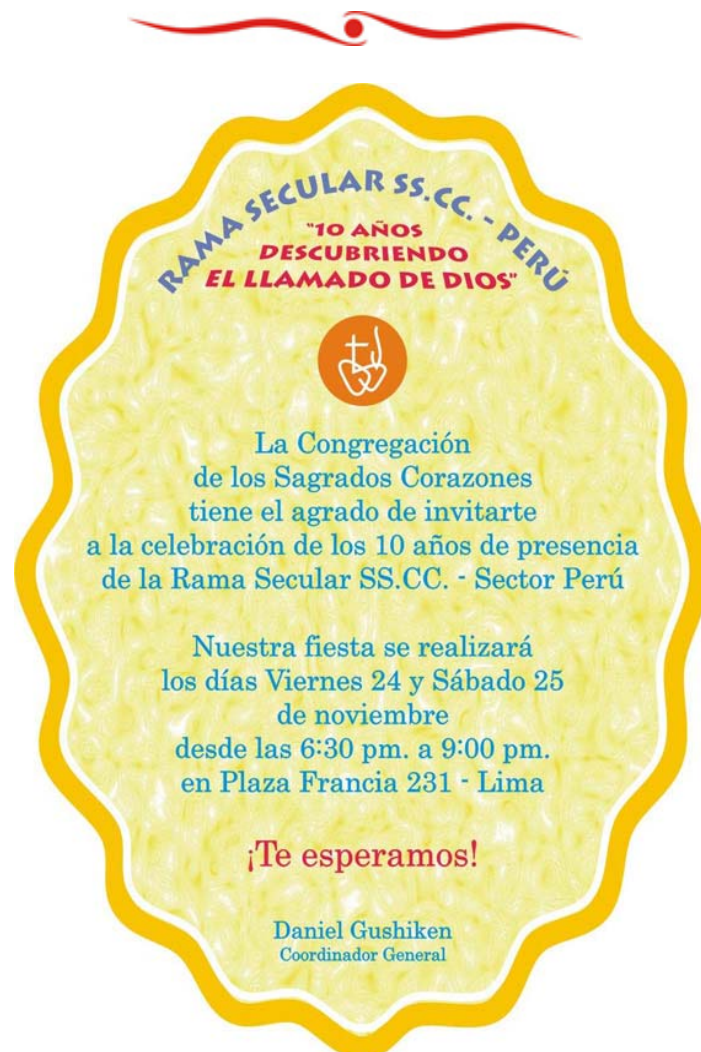 RAMA SECULAR SS.CC. - PERÚ
"10 AÑOS
DESCUBRIENDO
EL LLAMADO DE DIOS"
La Congregación
de los Sagrados Corazones
tiene el agrado de invitarte
a la celebración de los 10 años de presencia
de la Rama Secular SS.CC. - Sector Perú
Nuestra fiesta se realizará
los días Viernes 24 y Sábado 25
de noviembre
desde las 6:30 pm. a 9:00 pm.
en Plaza Francia 231 - Lima
¡Te esperamos!
Daniel Gushiken
Coordinador General